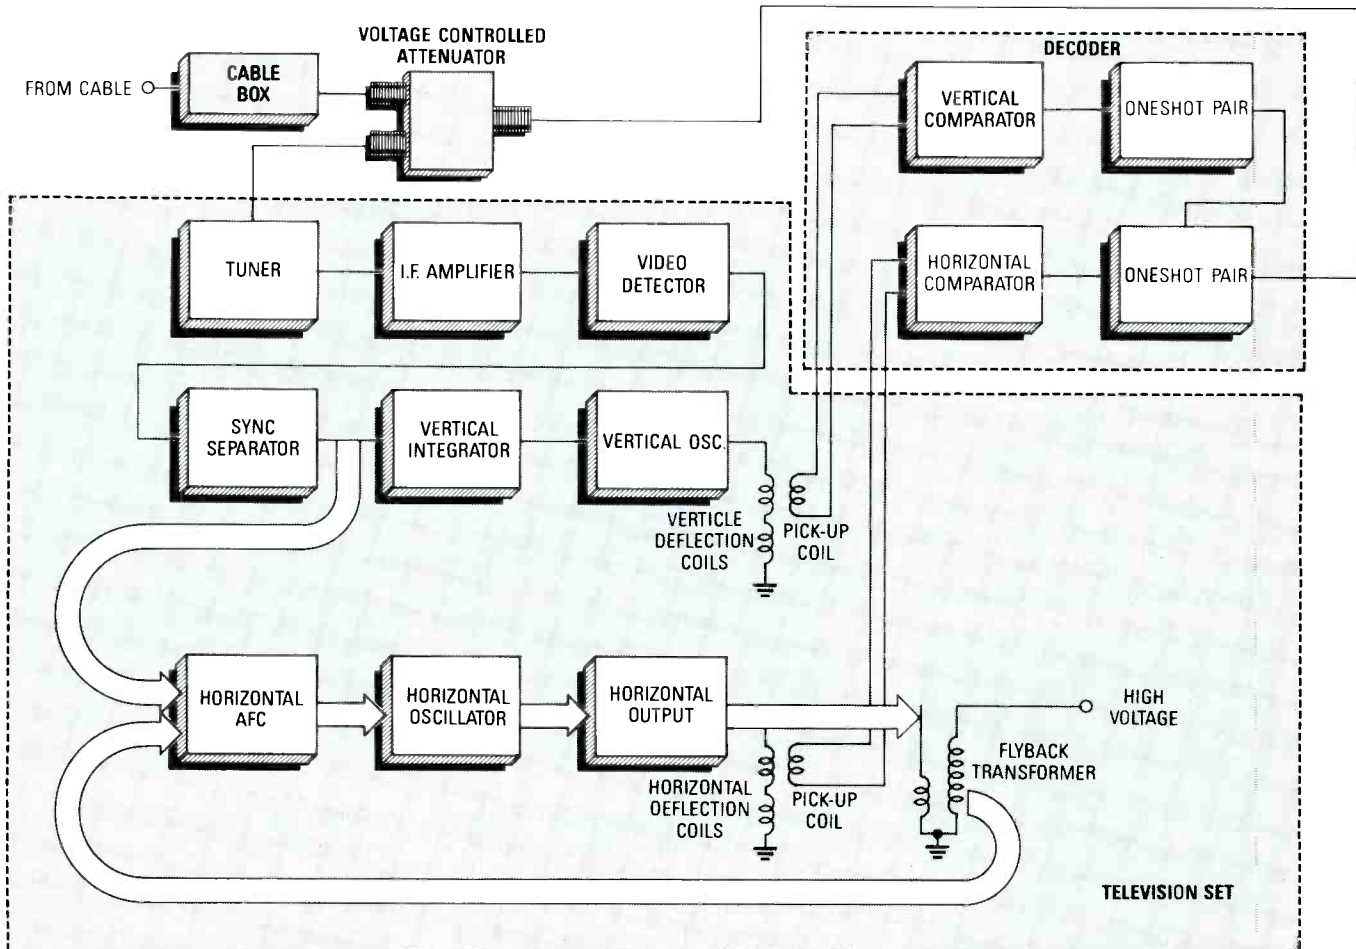 VOLTAGE CONTROLLED
ATTENUATOR
DECODER
FROM CABLE
CABLE
BOX
VERTICAL
COMPARATOR
ONESHOT PAIR
TUNER
I.F. AMPLIFIER
VIDEO
DETECTOR
HORIZONTAL
COMPARATOR
ONESHOT PAIR
SYNC
SEPARATOR
VERTICAL
INTEGRATOR
VERTICAL OSC.
VERTICLE
DEFLECTION
COILS
PICK-UP
COIL
HORIZONTAL
AFC
HORIZONTAL
OSCILLATOR
HORIZONTAL
OUTPUT
HIGH
VOLTAGE
FLYBACK
TRANSFORMER
HORIZONTAL
DEFLECTION
COILS
PICK-UP
COIL
TELEVISION SET